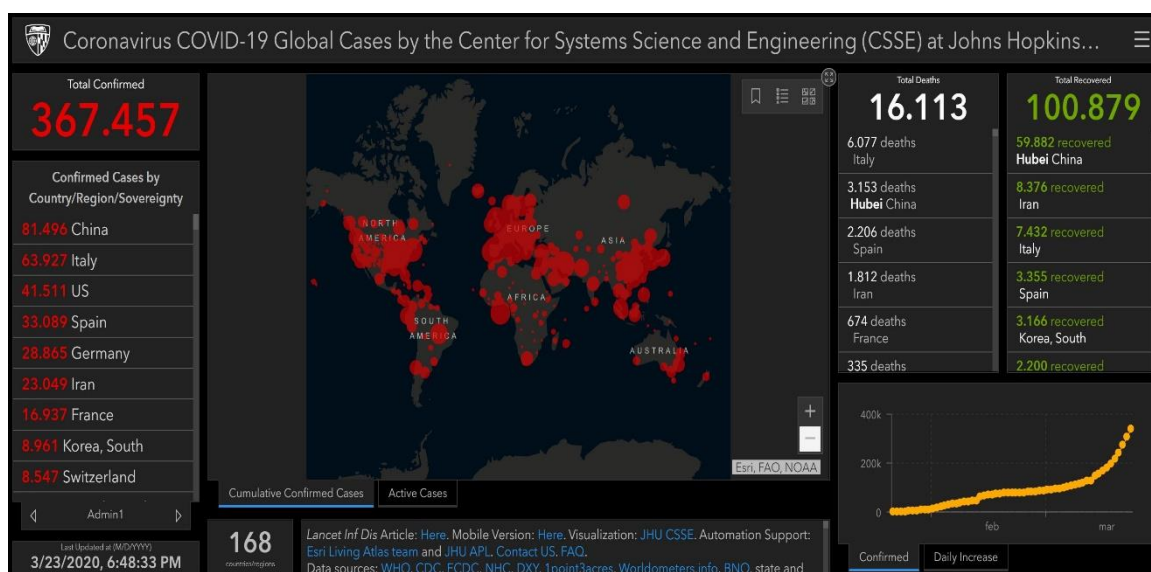 Coronavirus COVID-19 Global Cases by the Center for Systems Science and Engineering (CSSE) at Johns Hopkins...
Total Confirmed
367.457
Confirmed Cases by
Country/Region/Sovereignty
81.496 China
63.927 Italy
41.511 US
33.089 Spain
28.865 Germany
23.049 Iran
16.937 France
8.961 Korea, South
8.547 Switzerland
Admin1
Last Updated at (M/D/YYYY)
3/23/2020, 6:48:33 PM
NORTH
AMERICA
EUROPE
ASIA
AFRICA
SOUTH
AMERICA
AUSTRALIA
+
−
Esri, FAO, NOAA
Cumulative Confirmed Cases
Active Cases
168
countries/regions
Lancet Inf Dis Article: Here. Mobile Version: Here. Visualization: JHU CSSE. Automation Support:
Esri Living Atlas team and JHU APL. Contact US. FAQ.
Data sources: WHO, CDC, ECDC, NHC, DXY, 1point3acres, Worldometers.info, BNO, state and
Total Deaths
16.113
6.077 deaths
Italy
3.153 deaths
Hubei China
2.206 deaths
Spain
1.812 deaths
Iran
674 deaths
France
335 deaths
Total Recovered
100.879
59.882 recovered
Hubei China
8.376 recovered
Iran
7.432 recovered
Italy
3.355 recovered
Spain
3.166 recovered
Korea, South
2.200 recovered
400k
200k
0
feb
mar
Confirmed
Daily Increase